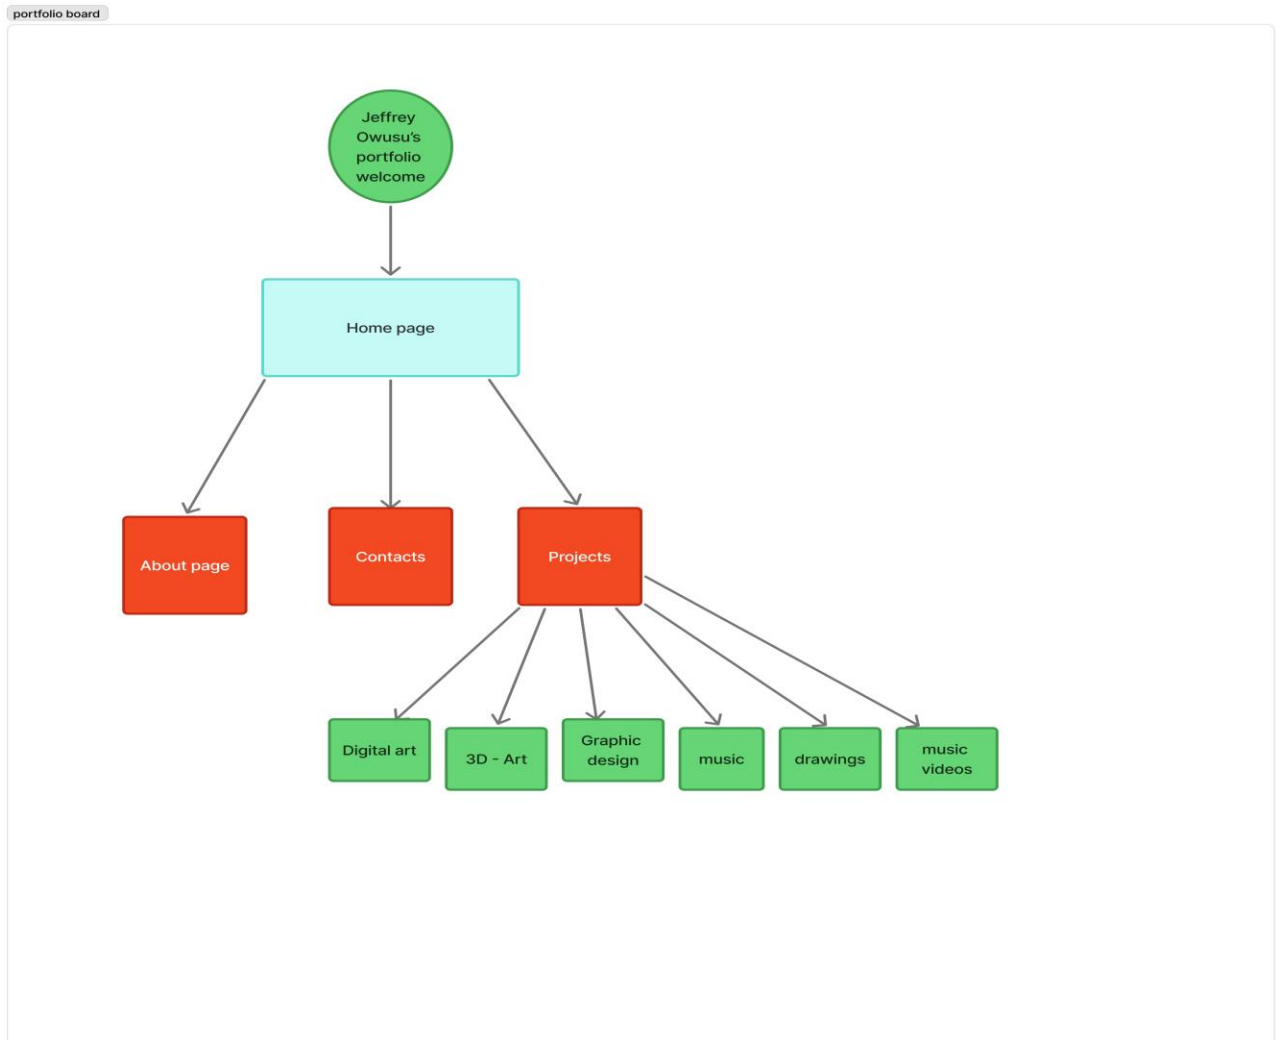 portfolio board
Jeffrey
Owusu's
portfolio
welcome
Home page
About page
Contacts
Projects
Digital art
3D - Art
Graphic
design
music
drawings
music
videos